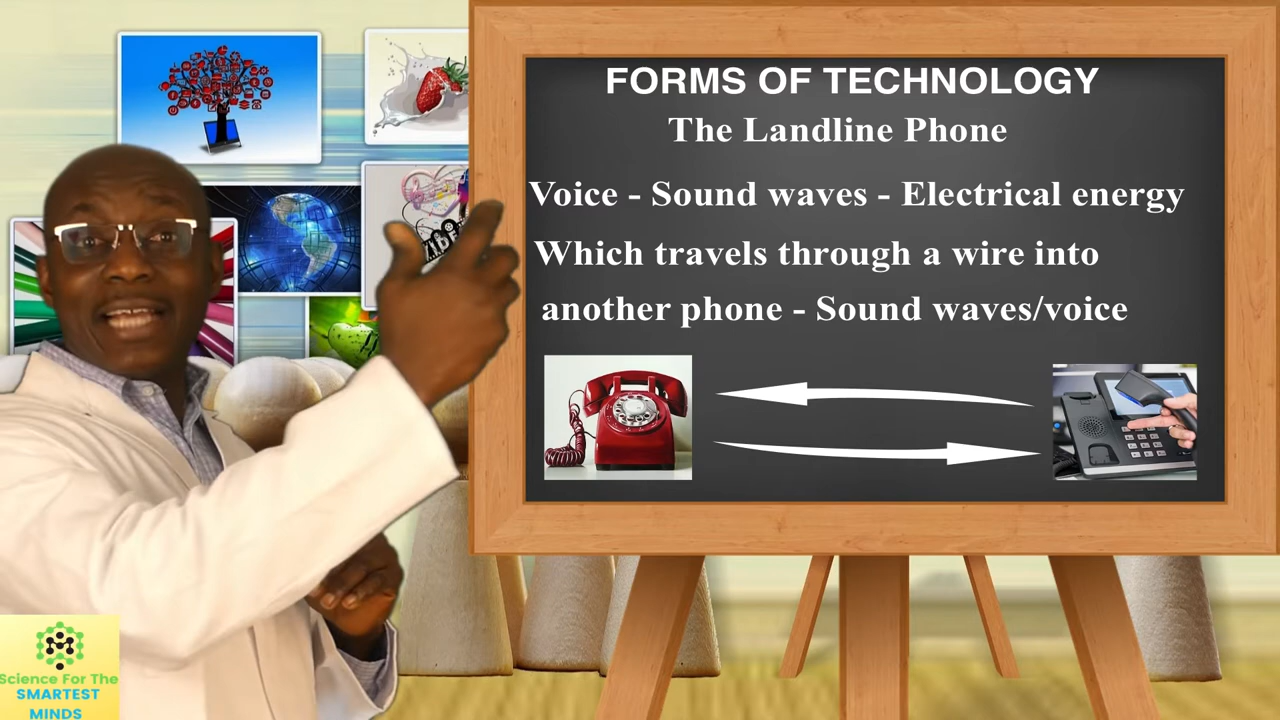 FORMS OF TECHNOLOGY
The Landline Phone
Voice - Sound waves - Electrical energy
Which travels through a wire into
another phone - Sound waves/voice
Science For The
SMARTEST
MINDS